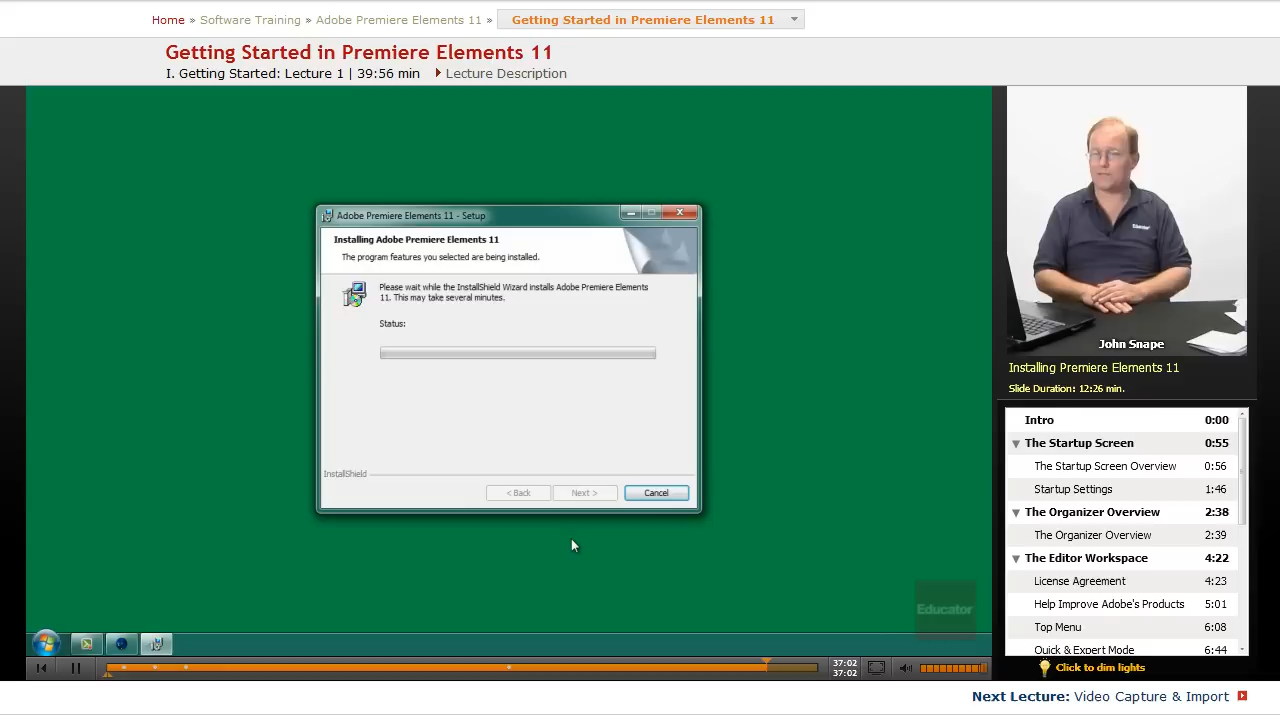 Home » Software Training » Adobe Premiere Elements 11 » Getting Started in Premiere Elements 11
Getting Started in Premiere Elements 11
I. Getting Started: Lecture 1 | 39:56 min Lecture Description
Adobe Premiere Elements 11 - Setup
Installing Adobe Premiere Elements 11
The program features you selected are being installed.
Please wait while the InstallShield Wizard installs Adobe Premiere Elements
11. This may take several minutes.
Status:
InstallShield
< Back Next > Cancel
Educator
37:02
37:02
Educator
John Snape
Installing Premiere Elements 11
Slide Duration: 12:26 min.
Intro 0:00
The Startup Screen 0:55
The Startup Screen Overview 0:56
Startup Settings 1:46
The Organizer Overview 2:38
The Organizer Overview 2:39
The Editor Workspace 4:22
License Agreement 4:23
Help Improve Adobe's Products 5:01
Top Menu 6:08
Quick & Expert Mode 6:44
Click to dim lights
Next Lecture: Video Capture & Import